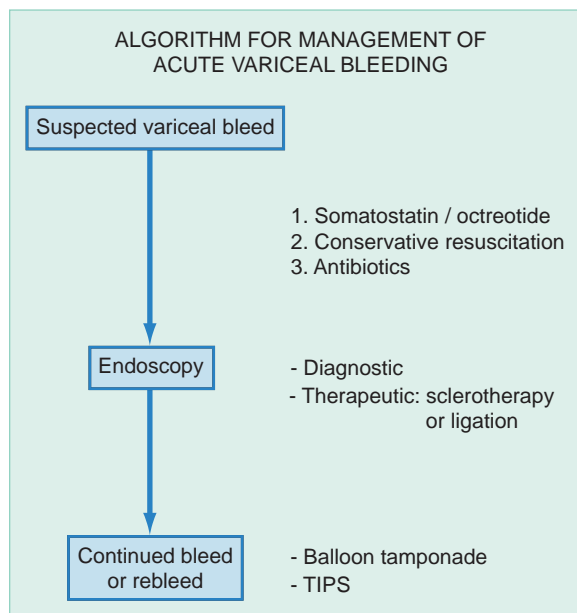 ALGORITHM FOR MANAGEMENT OF
ACUTE VARICEAL BLEEDING
Suspected variceal bleed
1. Somatostatin / octreotide
2. Conservative resuscitation
3. Antibiotics
Endoscopy
- Diagnostic
- Therapeutic: sclerotherapy
or ligation
Continued bleed
or rebleed
- Balloon tamponade
- TIPS